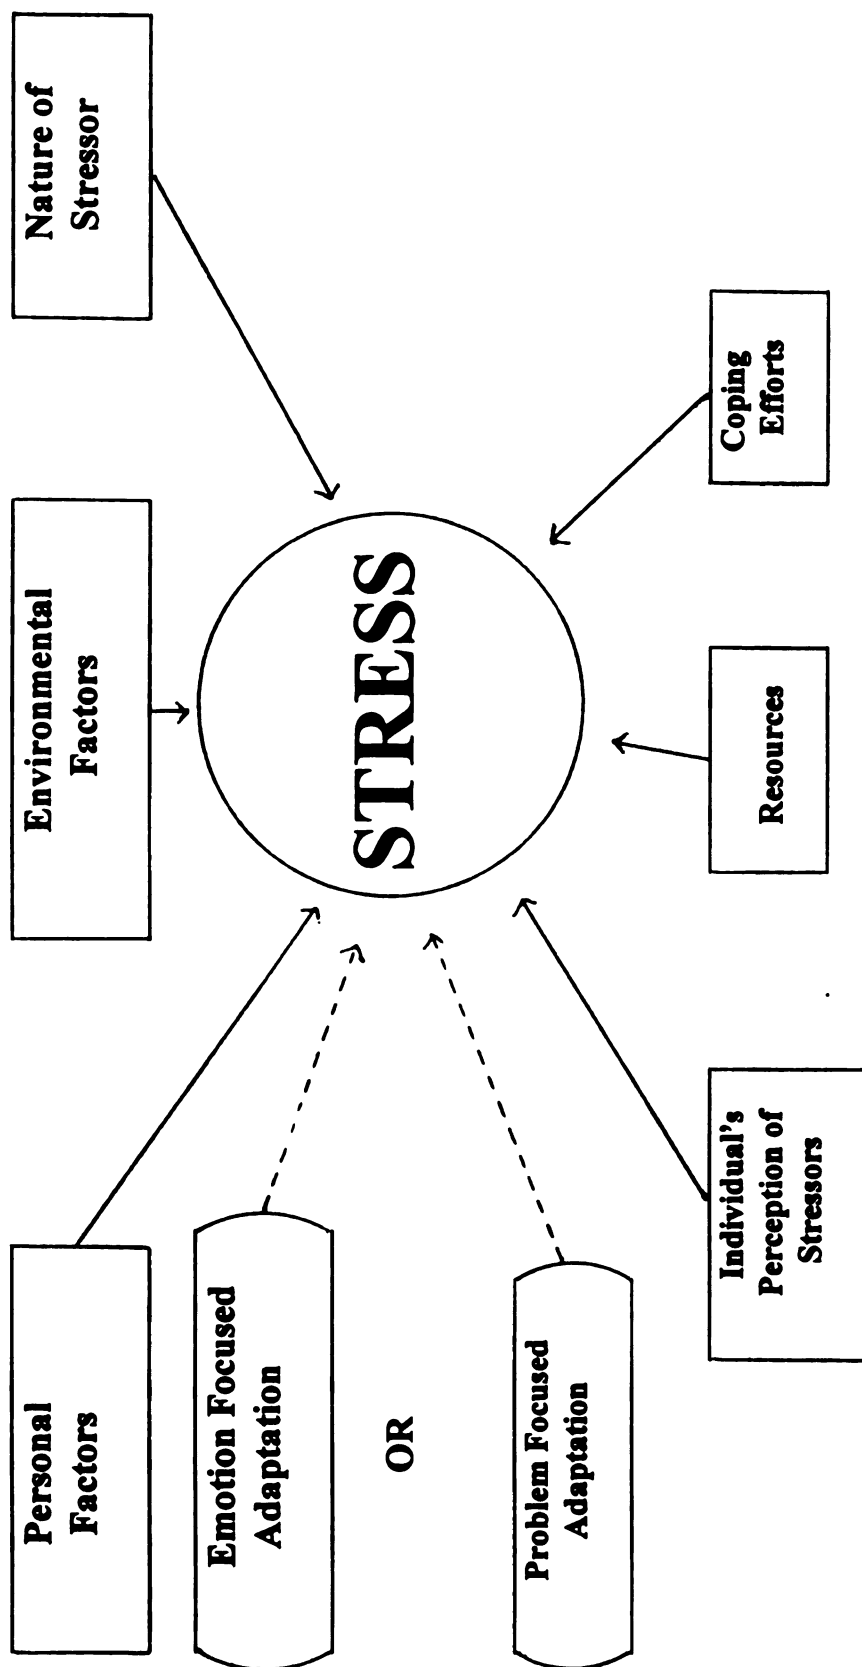 Personal
Factors
Environmental
Factors
Nature of
Stressor
Emotion Focused
Adaptation
OR
STRESS
Problem Focused
Adaptation
Individual's
Perception of
Stressors
Resources
Coping
Efforts